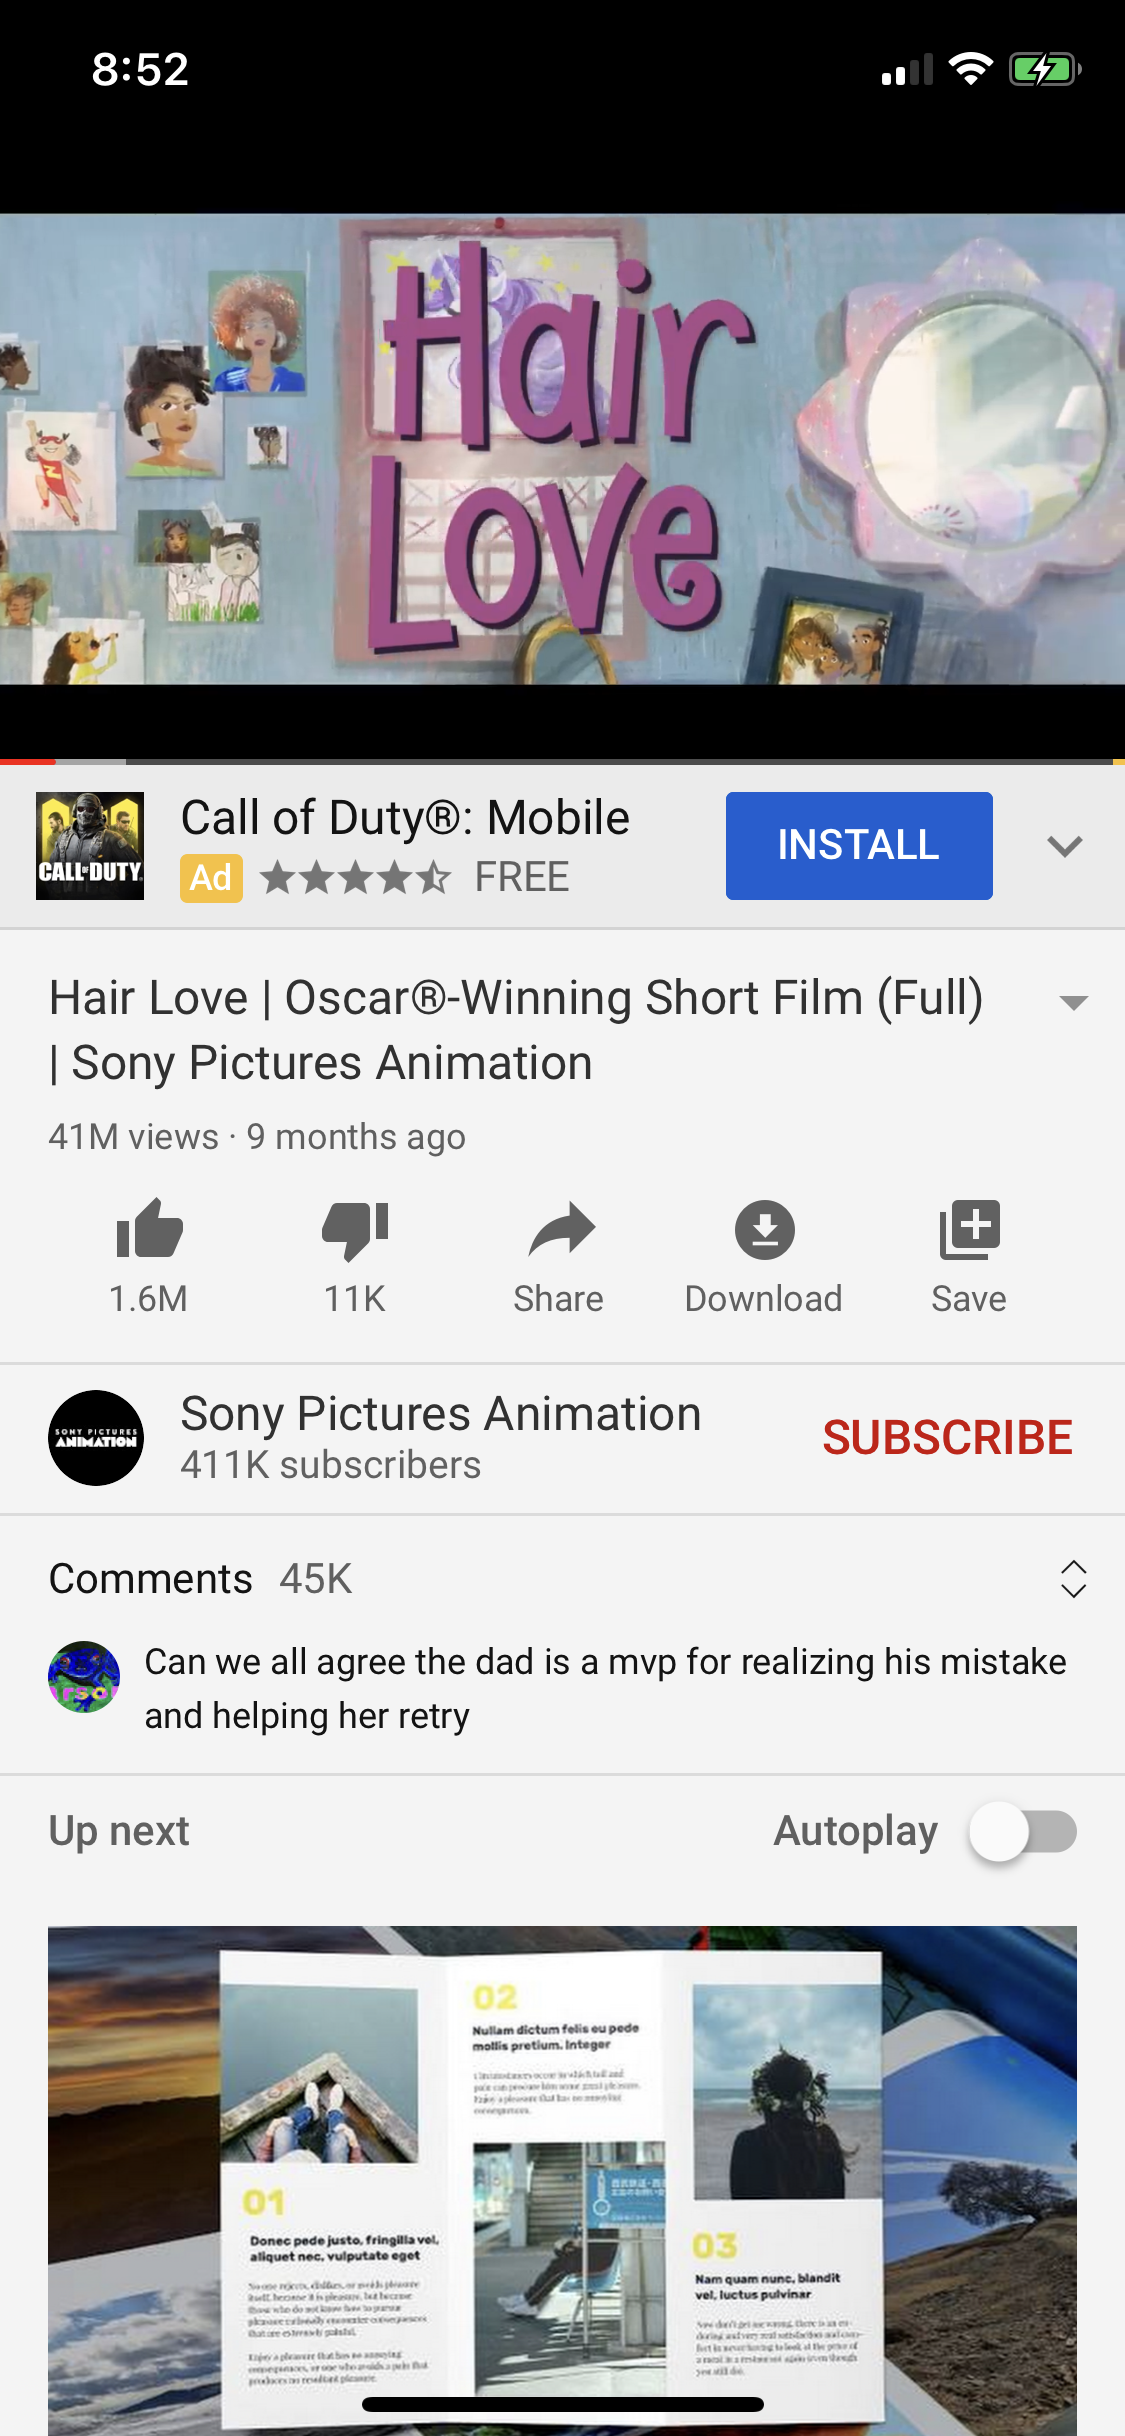 8:52
Hair
Love
CALL OF DUTY
Call of Duty®: Mobile
INSTALL
Ad
FREE
Hair Love | Oscar®-Winning Short Film (Full)
| Sony Pictures Animation
41M views · 9 months ago
1.6M
11K
Share
Download
Save
SONY PICTURES
ANIMATION
Sony Pictures Animation
411K subscribers
SUBSCRIBE
Comments 45K
Can we all agree the dad is a mvp for realizing his mistake
and helping her retry
Up next
Autoplay
01
Donec pede justo, fringilla vel,
aliquet nec, vulputate eget
02
Nullam dictum felis eu pede
mollis pretium. Integer
03
Nam quam nunc, blandit
vel, luctus pulvinar